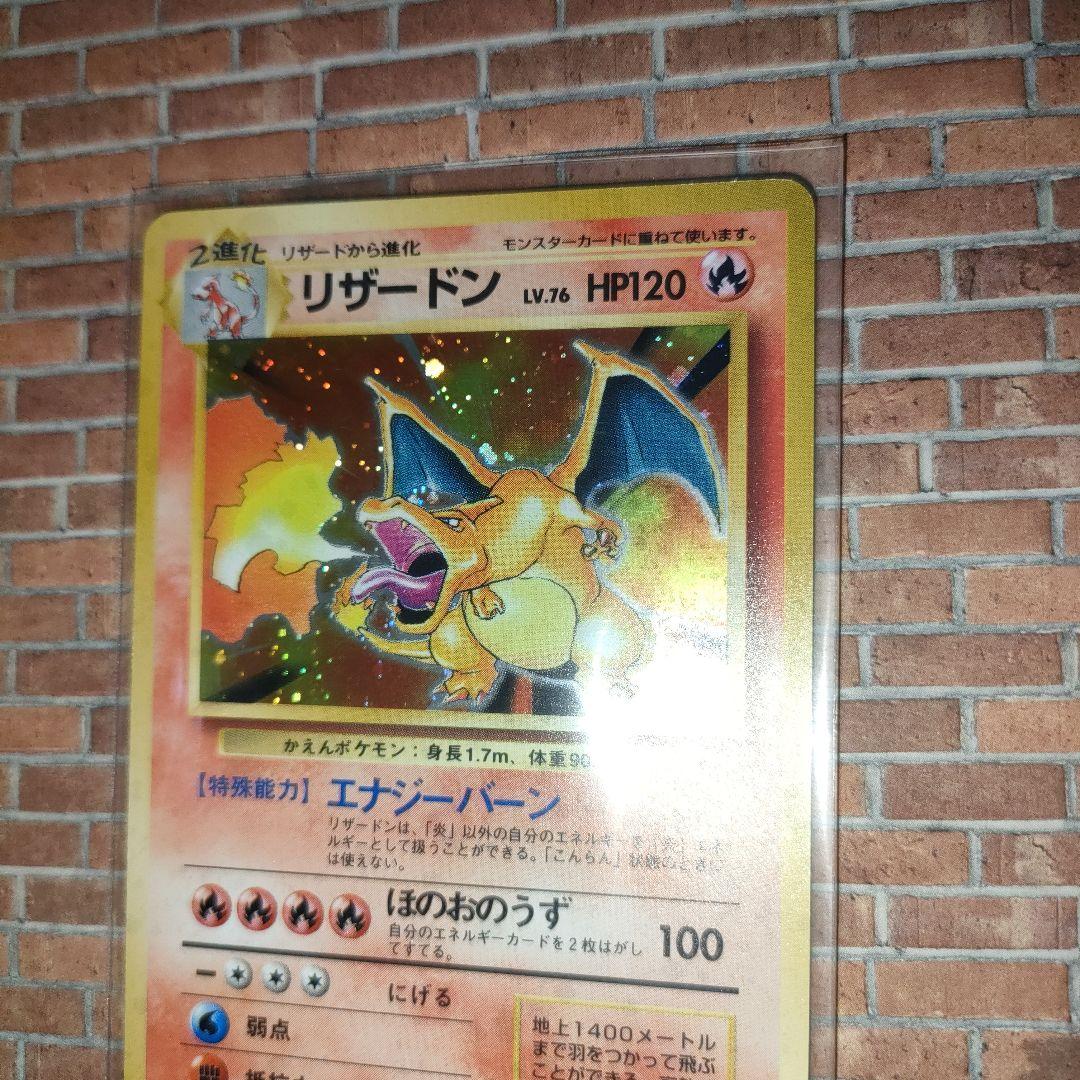 2進化 リザードから進化 モンスターカードに重ねて使います。
リザードン LV.76 HP120
かえんポケモン：身長1.7m、体重90
【特殊能力】エナジーバーン
リザードンは、「炎」以外の自分のエネルギーを「炎」エネ
ルギーとして扱うことができる。「こんらん」状態のときに
は使えない。
ほのおのうず 100
自分のエネルギーカードを2枚はがし
てすてる。
にげる
弱点
抵抗力
地上1400メートル
まで羽をつかって飛ぶ
ことができる。